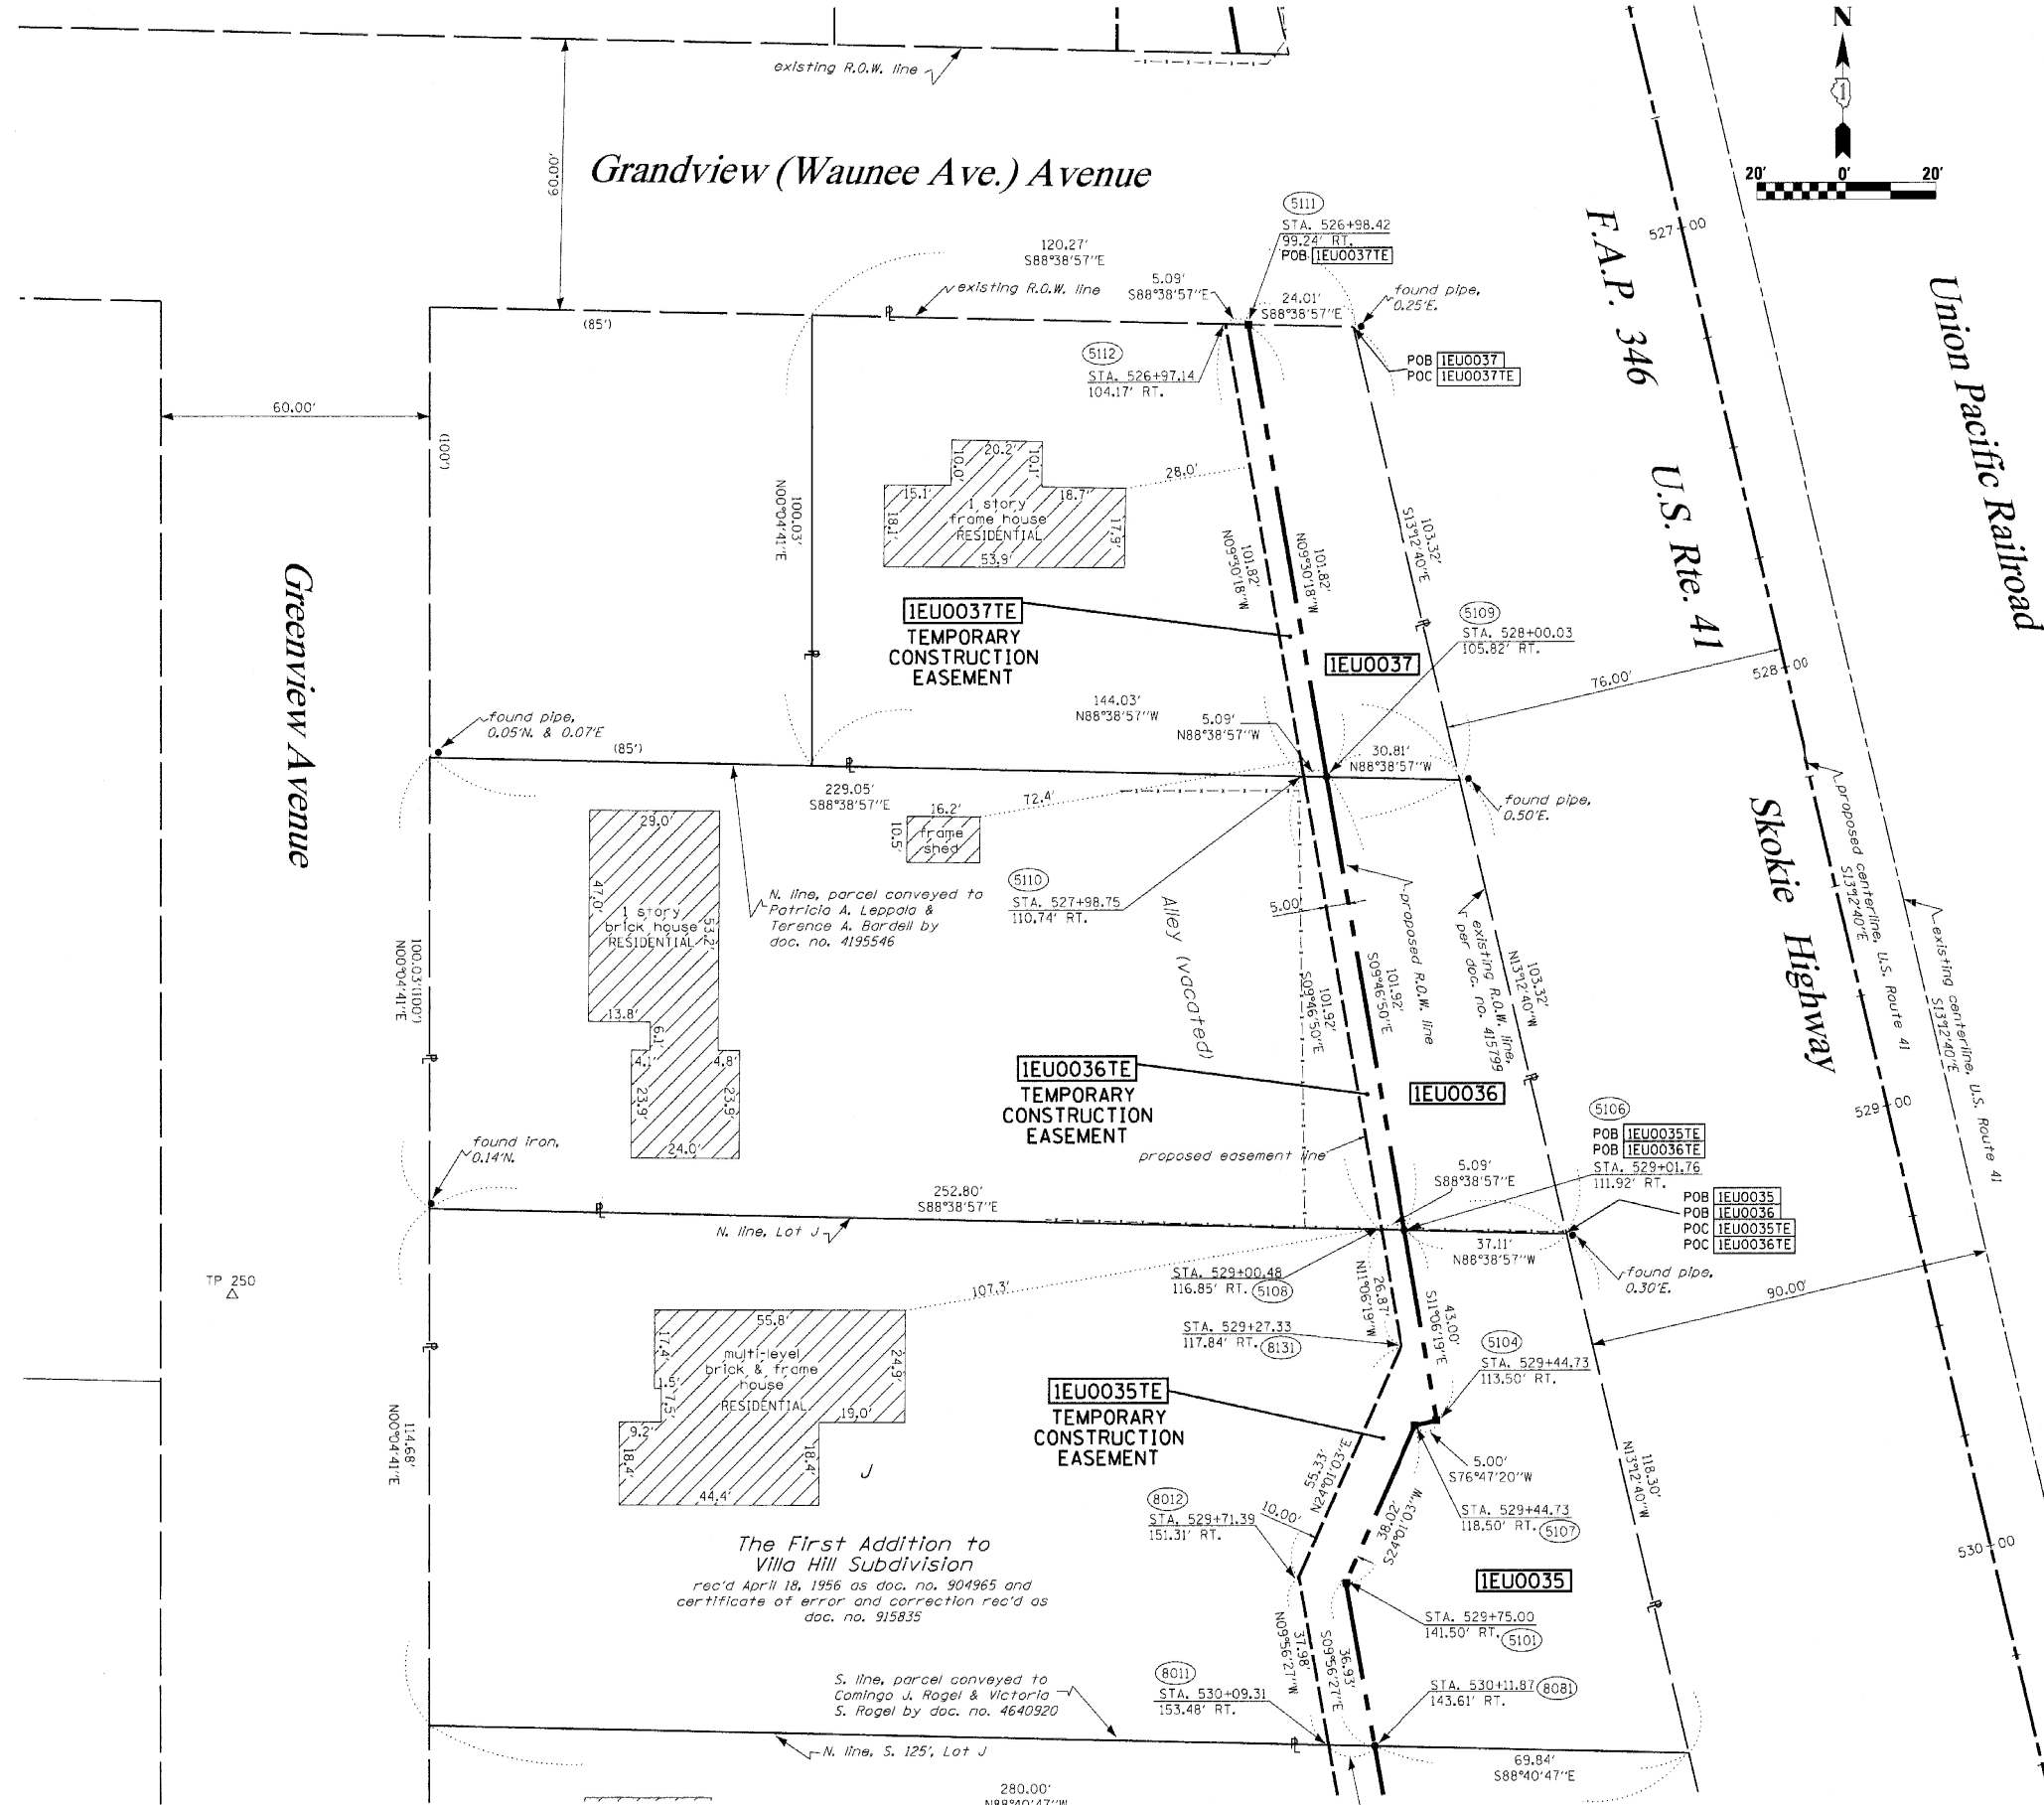 existing R.O.W. line
N
1
20' 0' 20'
60.00'
Grandview (Waunee Ave.) Avenue
5111
STA. 526+98.42
99.24' RT.
POB 1EU0037TE
120.27'
S88°38'57"E
5.09'
S88°38'57"E
existing R.O.W. line
24.01'
S88°38'57"E
found pipe,
0.25'E.
(85')
5112
STA. 526+97.14
104.17' RT.
POB 1EU0037
POC 1EU0037TE
F.A.P. 346
U.S. Rte. 41
Skokie Highway
Union Pacific Railroad
527+00
60.00'
(100')
100.03'
N00°04'41"E
20.2'
10.0'
10.1'
15.1'
18.7'
18.1'
17.9'
1 story
frame house
RESIDENTIAL
53.9'
28.0'
101.82'
N09°30'18"W
101.82'
N09°30'18"W
103.32'
S13°12'40"E
1EU0037TE
TEMPORARY
CONSTRUCTION
EASEMENT
5109
STA. 528+00.03
105.82' RT.
1EU0037
76.00'
528+00
Greenview Avenue
found pipe,
0.05'N. & 0.07'E
(85')
144.03'
N88°38'57"W
5.09'
N88°38'57"W
30.81'
N88°38'57"W
229.05'
S88°38'57"E
72.4'
found pipe,
0.50'E.
16.2'
10.5'
frame
shed
29.0'
47.0'
53.2'
1 story
brick house
RESIDENTIAL
13.8'
6.1'
4.1'
4.8'
23.9'
23.9'
24.0'
N. line, parcel conveyed to
Patricia A. Leppala &
Terence A. Bardell by
doc. no. 4195546
5110
STA. 527+98.75
110.74' RT.
Alley (vacated)
5.00'
proposed R.O.W. line
existing R.O.W. line,
per doc. no. 415799
proposed centerline, U.S. Route 41
S13°12'40"E
existing centerline, U.S. Route 41
S13°12'40"E
100.03'(100')
N00°04'41"E
101.92'
S09°46'50"E
101.92'
S09°46'50"E
103.32'
N13°12'40"W
1EU0036TE
TEMPORARY
CONSTRUCTION
EASEMENT
1EU0036
529+00
proposed easement line
5106
POB 1EU0035TE
POB 1EU0036TE
STA. 529+01.76
111.92' RT.
found iron,
0.14'N.
252.80'
S88°38'57"E
5.09'
S88°38'57"E
POB 1EU0035
POB 1EU0036
POC 1EU0035TE
POC 1EU0036TE
N. line, Lot J
37.11'
N88°38'57"W
found pipe,
0.30'E.
TP 250
107.3'
STA. 529+00.48
116.85' RT. 5108
90.00'
26.87'
N11°06'19"W
43.00'
S11°06'19"E
STA. 529+27.33
117.84' RT. 8131
5104
STA. 529+44.73
113.50' RT.
55.8'
17.4'
24.9'
multi-level
brick & frame
house
RESIDENTIAL
1.5'
7.5'
9.2'
19.0'
18.4'
18.4'
44.4'
J
1EU0035TE
TEMPORARY
CONSTRUCTION
EASEMENT
114.68'
N00°04'41"E
5.00'
S76°47'20"W
118.30'
N13°12'40"W
55.33'
N24°01'03"E
8012
STA. 529+71.39
151.31' RT.
10.00'
38.02'
S24°01'03"W
STA. 529+44.73
118.50' RT. 5107
530+00
The First Addition to
Villa Hill Subdivision
rec'd April 18, 1956 as doc. no. 904965 and
certificate of error and correction rec'd as
doc. no. 915835
1EU0035
STA. 529+75.00
141.50' RT. 5101
37.98'
N09°56'27"W
36.93'
S09°56'27"E
S. line, parcel conveyed to
Comingo J. Rogel & Victoria
S. Rogel by doc. no. 4640920
8011
STA. 530+09.31
153.48' RT.
STA. 530+11.87 8081
143.61' RT.
N. line, S. 125', Lot J
69.84'
S88°40'47"E
280.00'
N88°40'47"W